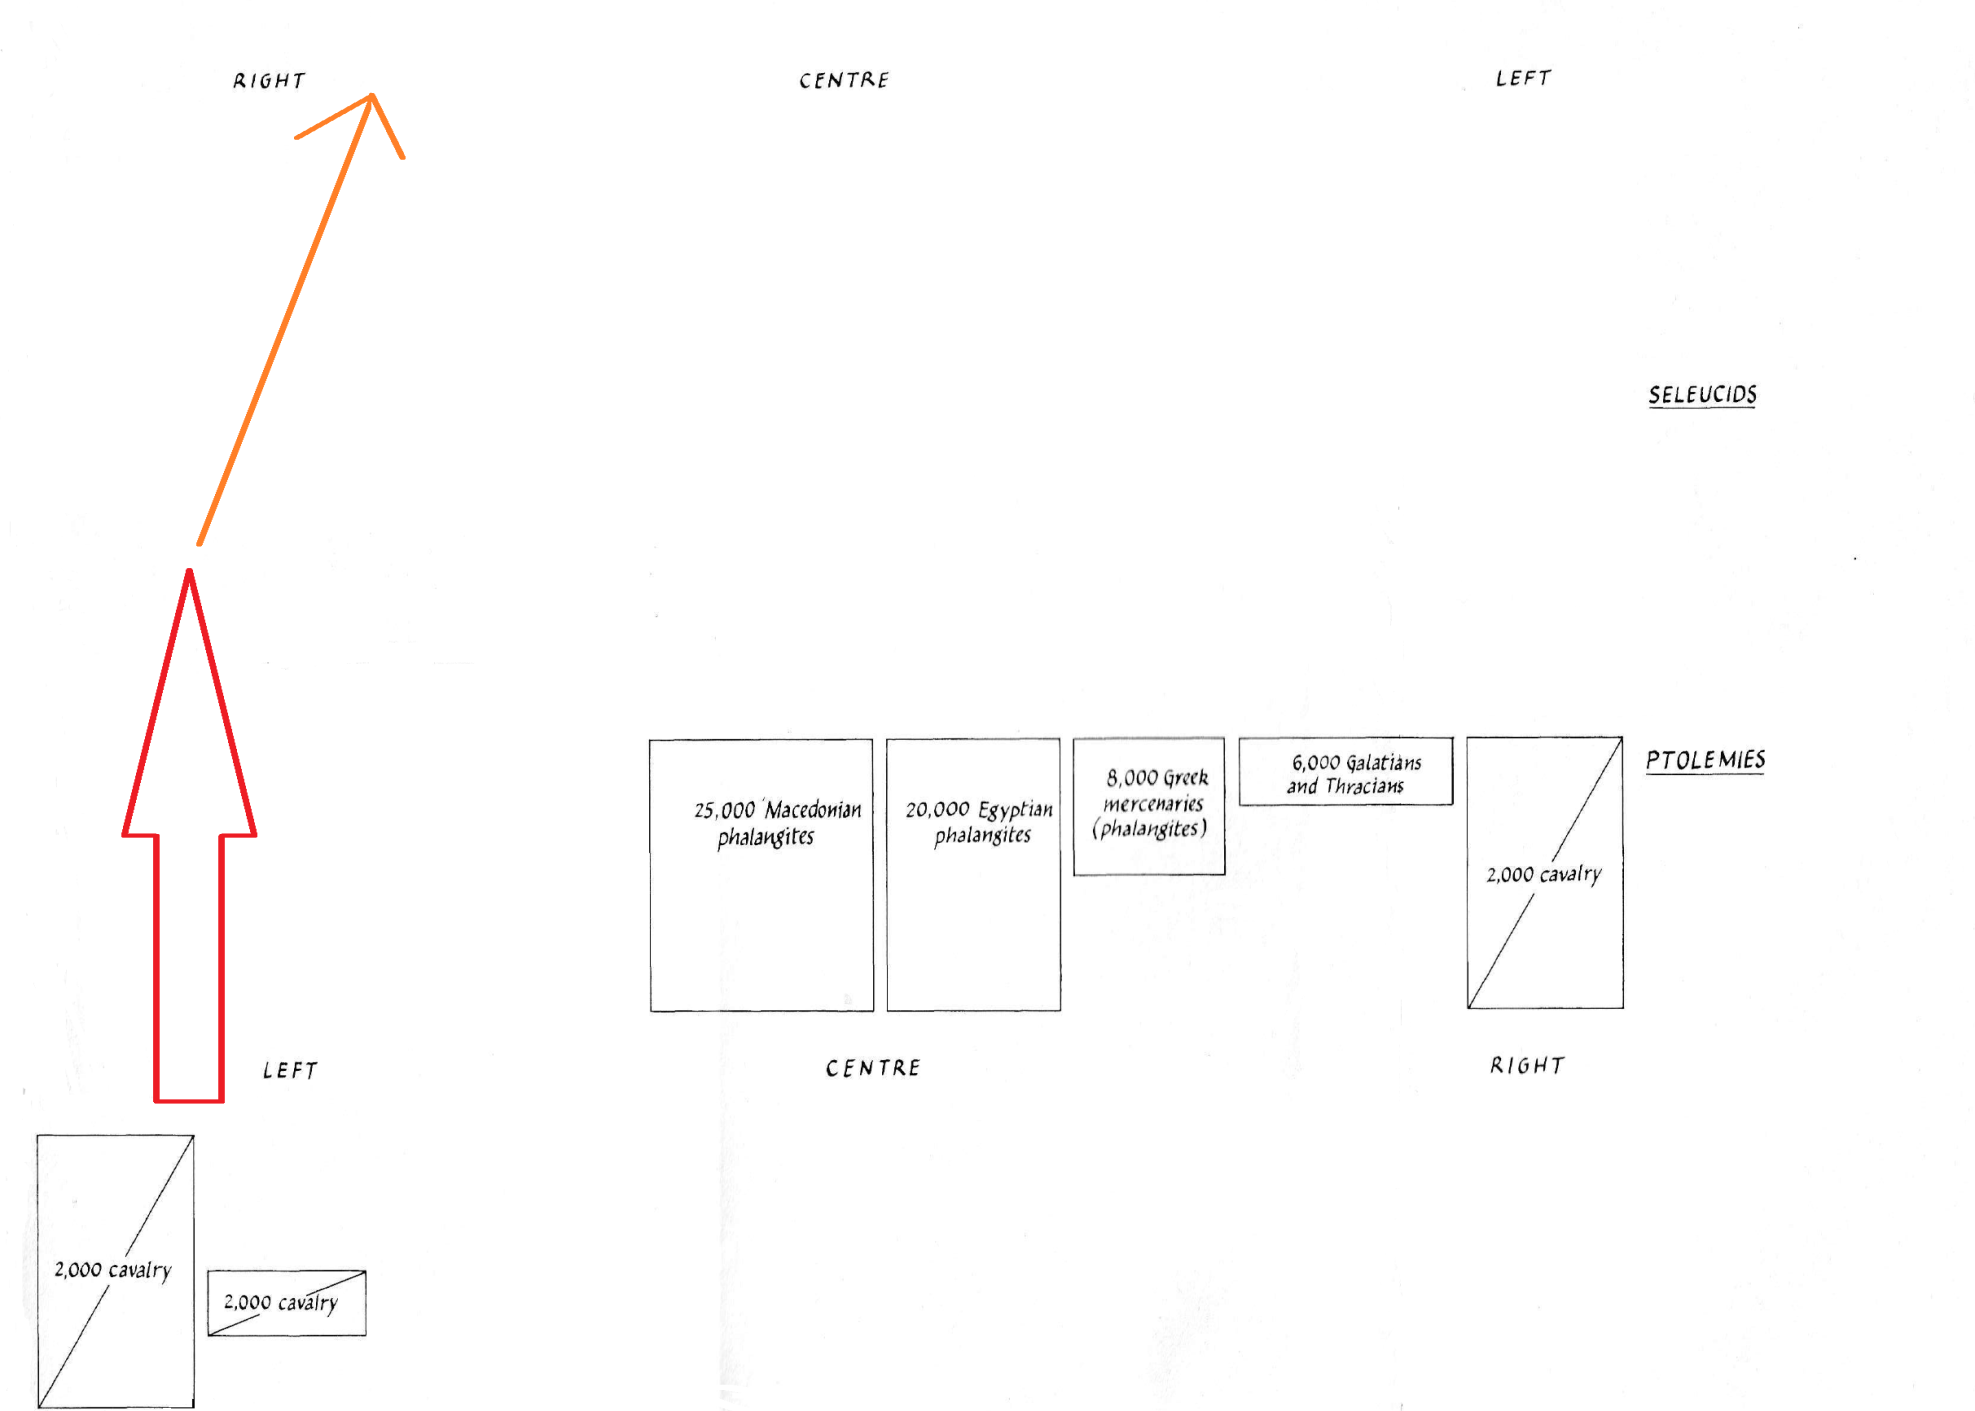 RIGHT
CENTRE
LEFT
SELEUCIDS
PTOLEMIES
25,000 Macedonian
phalangites
20,000 Egyptian
phalangites
8,000 Greek
mercenaries
(phalangites)
6,000 Galatians
and Thracians
2,000 cavalry
LEFT
CENTRE
RIGHT
2,000 cavalry
2,000 cavalry